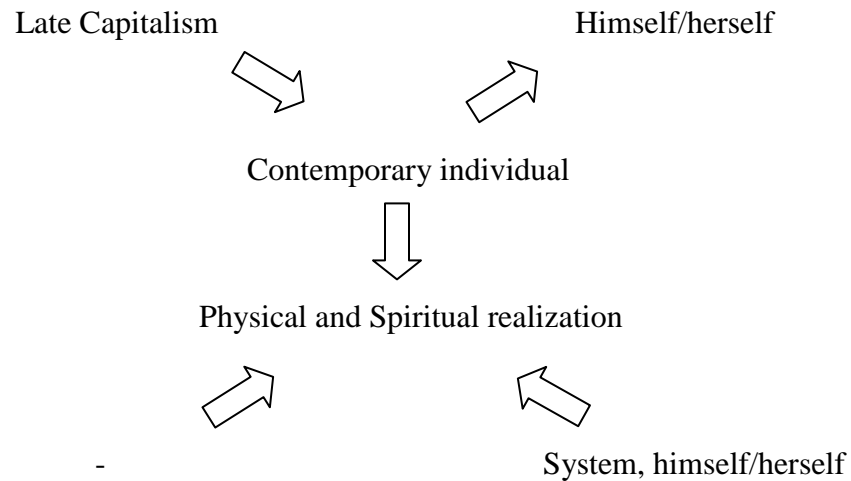 Late Capitalism Himself/herself
Contemporary individual
Physical and Spiritual realization
- System, himself/herself